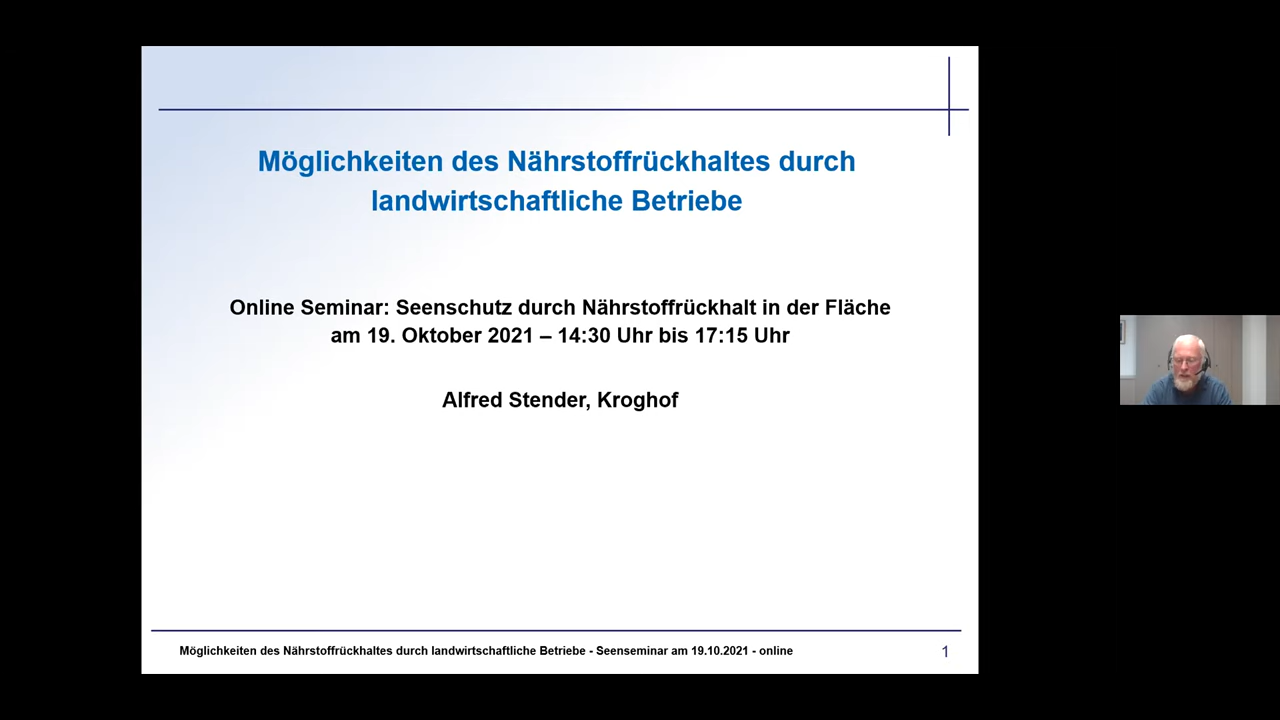 Möglichkeiten des Nährstoffrückhaltes durch
landwirtschaftliche Betriebe
Online Seminar: Seenschutz durch Nährstoffrückhalt in der Fläche
am 19. Oktober 2021 – 14:30 Uhr bis 17:15 Uhr
Alfred Stender, Kroghof
Möglichkeiten des Nährstoffrückhaltes durch landwirtschaftliche Betriebe - Seenseminar am 19.10.2021 - online
1